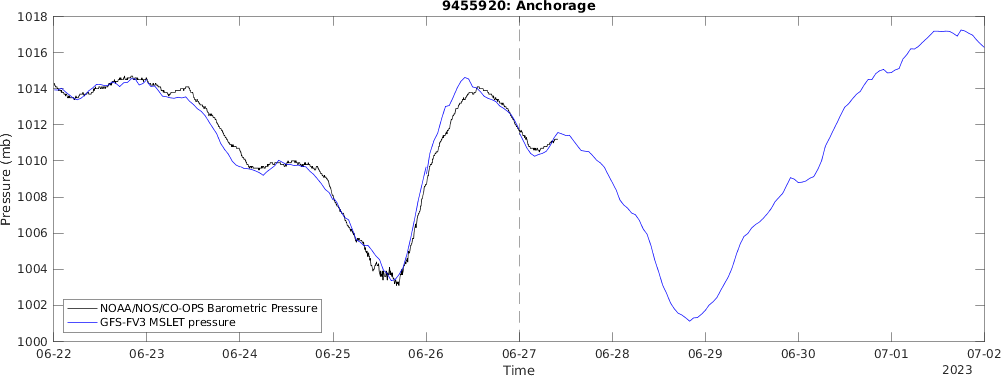 9455920: Anchorage
1018
1016
1014
1012
1010
1008
1006
1004
1002
1000
Pressure (mb)
NOAA/NOS/CO-OPS Barometric Pressure
GFS-FV3 MSLET pressure
06-22 06-23 06-24 06-25 06-26 06-27 06-28 06-29 06-30 07-01 07-02
Time
2023